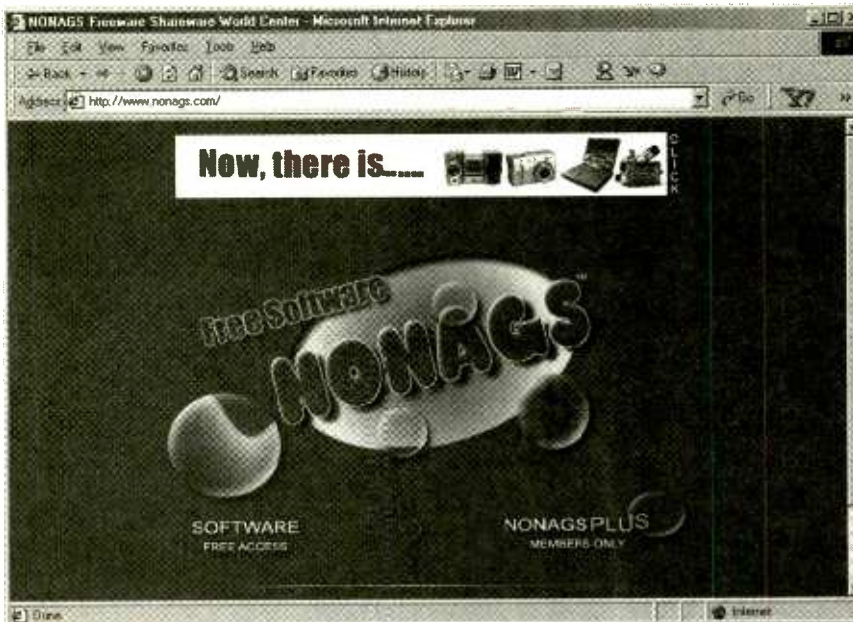 NONAGS Freeware Shareware World Center - Microsoft Internet Explorer
File Edit View Favorites Tools Help
Back Search Favorites History
Address http://www.nonags.com/ Go
Now, there is.....
CLICK
Free Software
NONAGS
TM
SOFTWARE
FREE ACCESS
NONAGSPLUS
MEMBERS ONLY
Done Internet